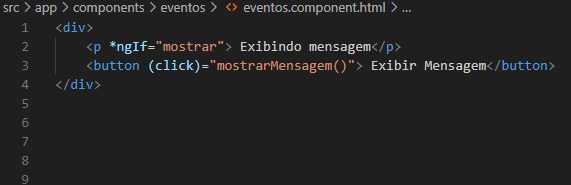 src > app > components > eventos > <> eventos.component.html > ...
1 <div>
2 <p *ngIf="mostrar"> Exibindo mensagem</p>
3 <button (click)="mostrarMensagem()"> Exibir Mensagem</button>
4 </div>
5
6
7
8
9